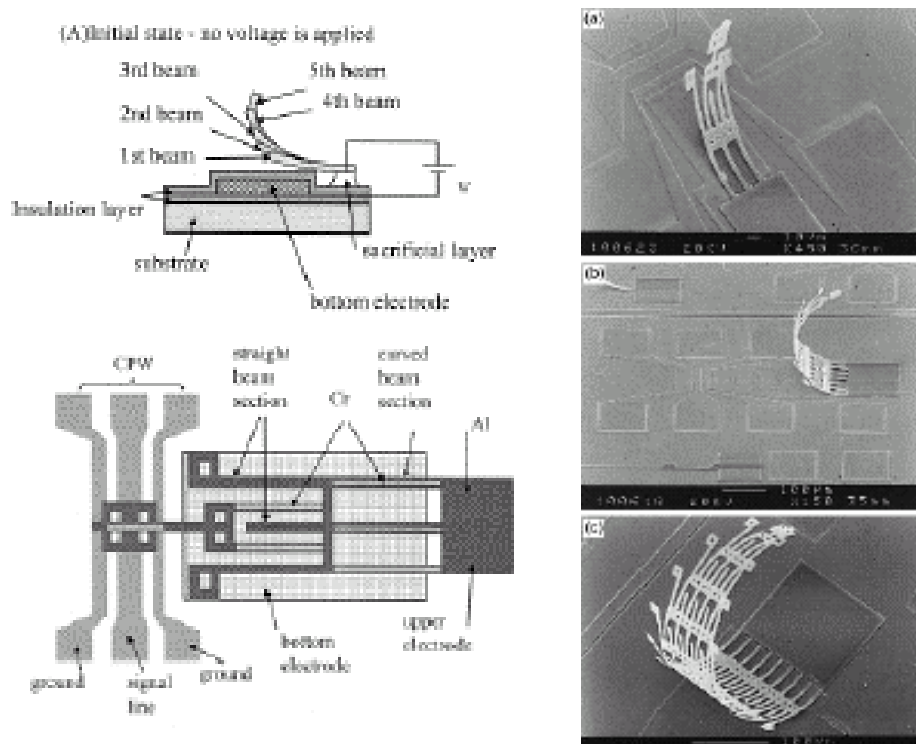 (A)Initial state - no voltage is applied
3rd beam
5th beam
2nd beam
4th beam
1st beam
Insulation layer
substrate
sacrificial layer
bottom electrode
CPW
straight
beam
section
Cr
curved
beam
section
Al
bottom
electrode
upper
electrode
ground
signal
line
ground
(a)
(b)
(c)